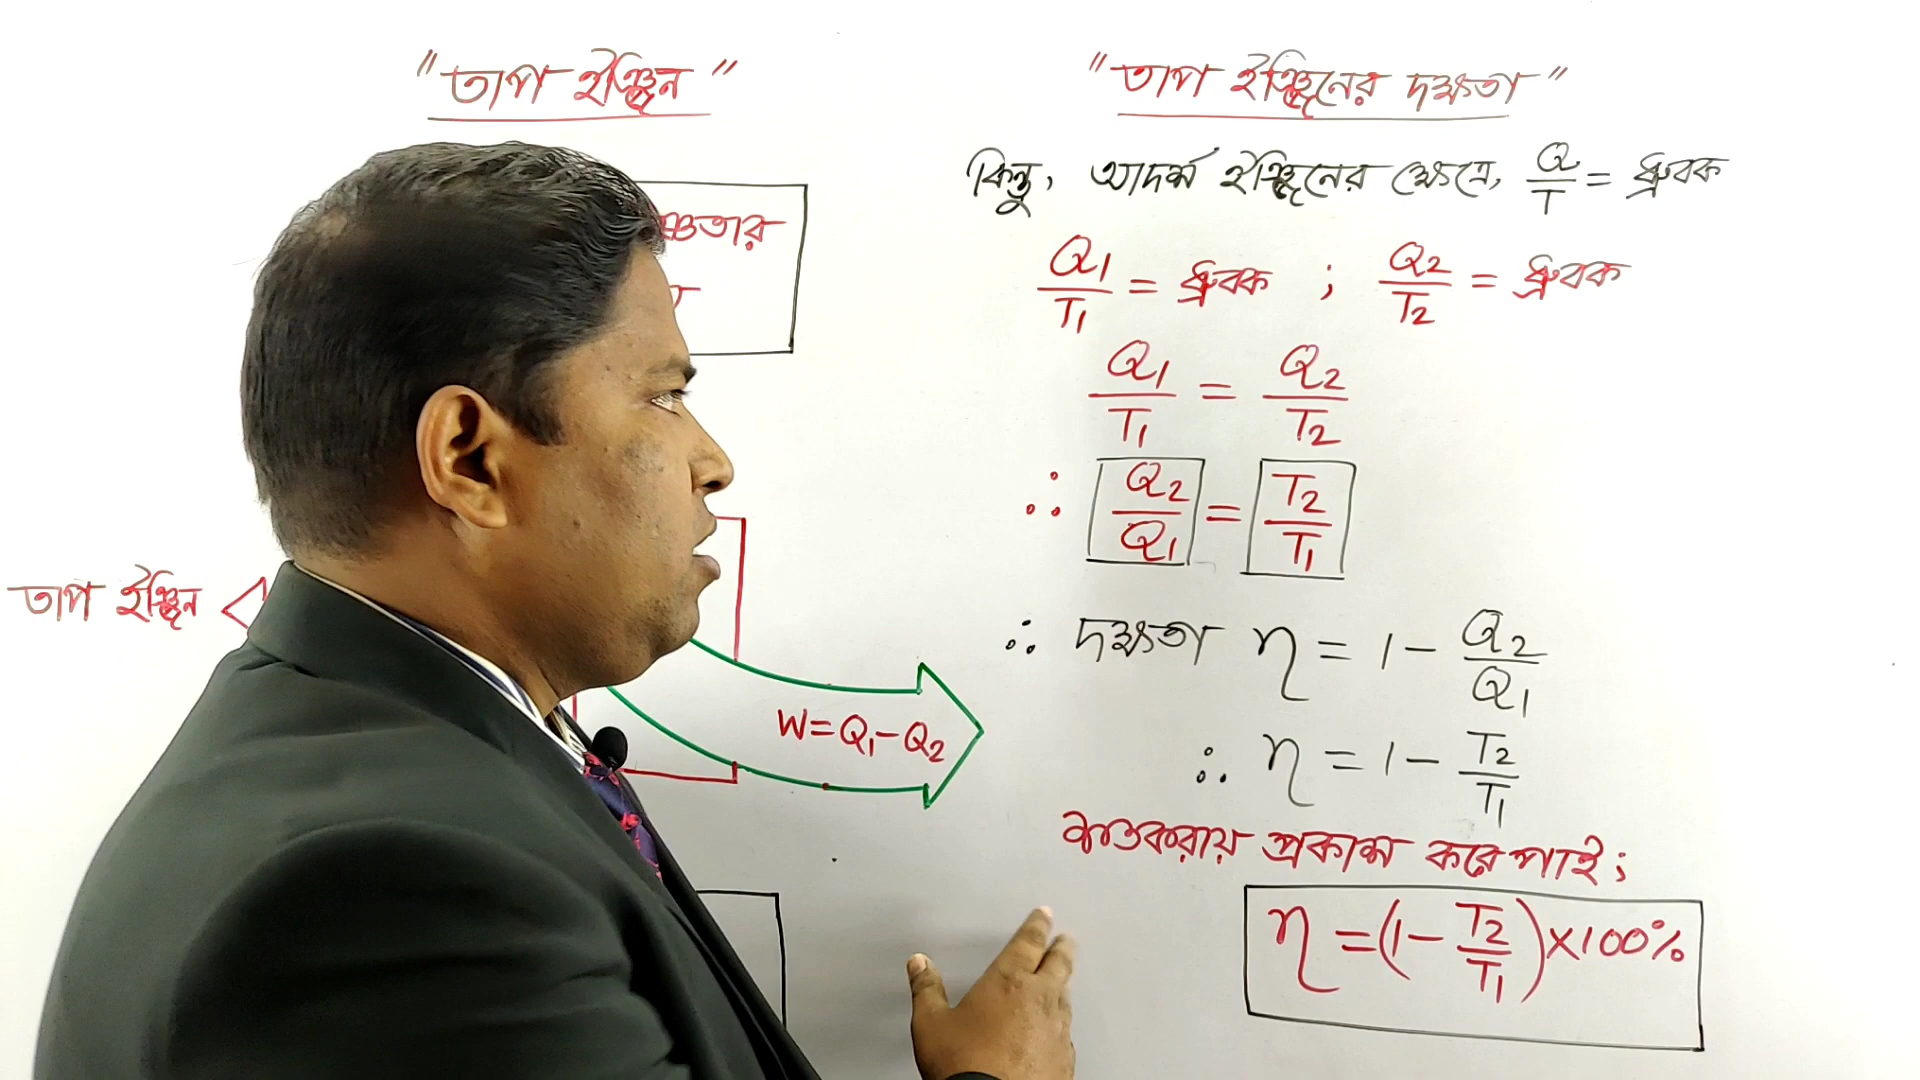 "তাপ ইঞ্জিন"
তাপ ইঞ্জিন
W=Q₁-Q₂
"তাপ ইঞ্জিনের দক্ষতা"
কিন্তু, আদর্শ ইঞ্জিনের ক্ষেত্রে, Q/T = ধ্রুবক
Q₁/T₁ = ধ্রুবক ; Q₂/T₂ = ধ্রুবক
Q₁/T₁ = Q₂/T₂
∴ Q₂/Q₁ = T₂/T₁
∴ দক্ষতা η = 1 - Q₂/Q₁
∴ η = 1 - T₂/T₁
শতকরায় প্রকাশ করে পাই;
η = (1 - T₂/T₁) × 100%